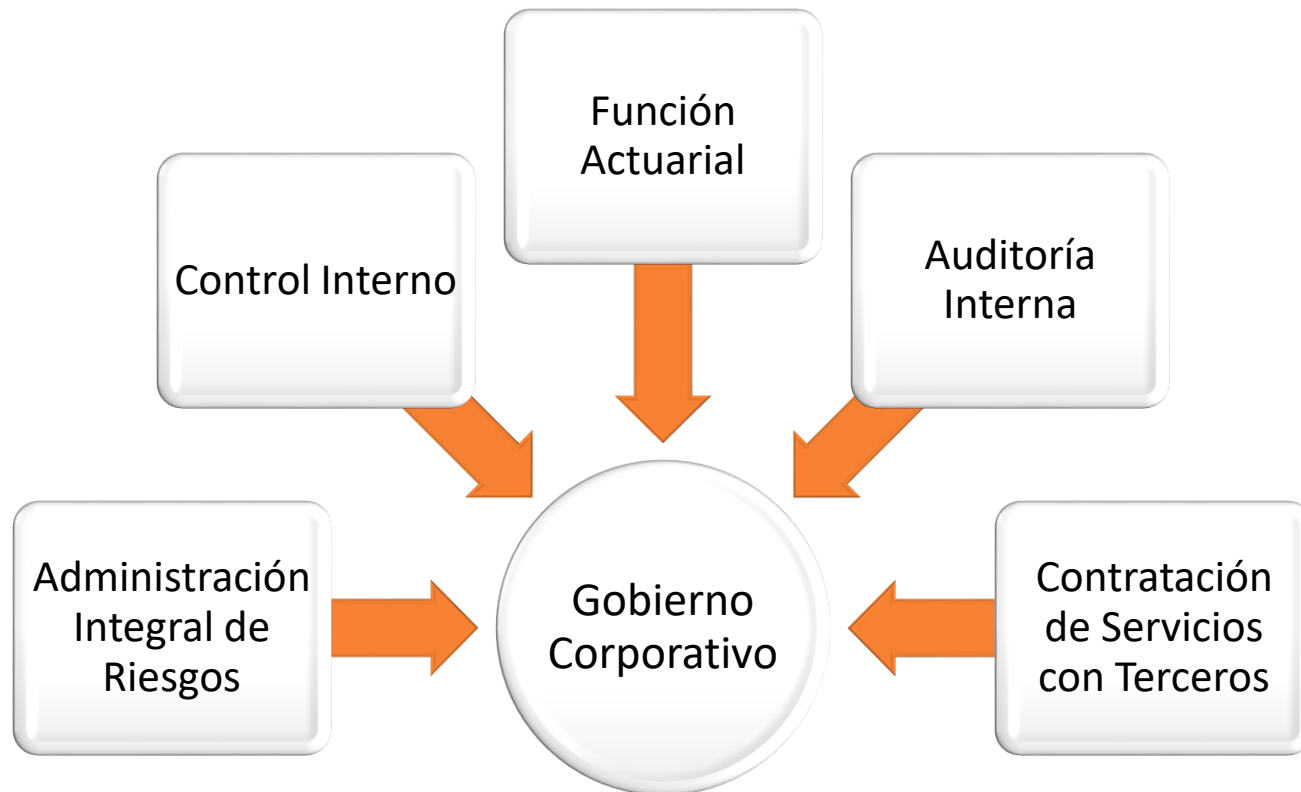 Función
Actuarial
Control Interno
Auditoría
Interna
Administración
Integral de
Riesgos
Gobierno
Corporativo
Contratación
de Servicios
con Terceros